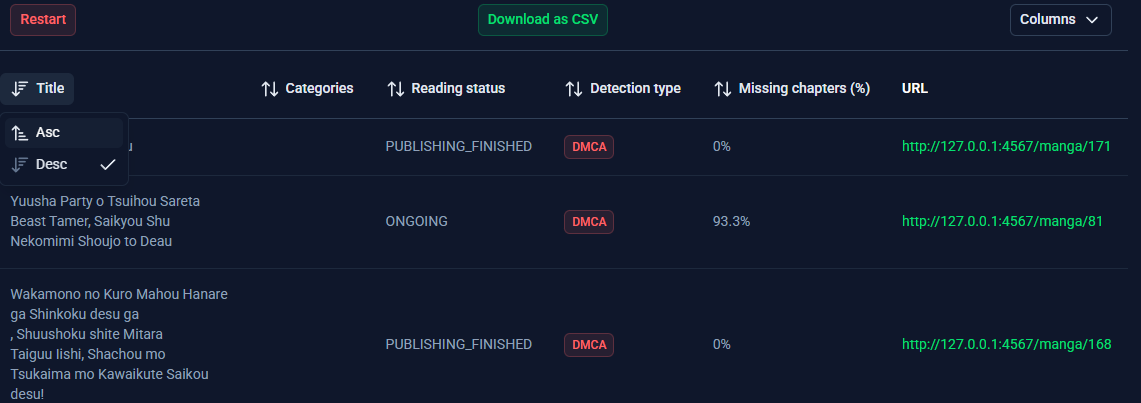 Restart
Download as CSV
Columns
Title
Categories
Reading status
Detection type
Missing chapters (%)
URL
Asc
Desc
PUBLISHING_FINISHED
DMCA
0%
http://127.0.0.1:4567/manga/171
Yuusha Party o Tsuihou Sareta
Beast Tamer, Saikyou Shu
Nekomimi Shoujo to Deau
ONGOING
DMCA
93.3%
http://127.0.0.1:4567/manga/81
Wakamono no Kuro Mahou Hanare
ga Shinkoku desu ga
, Shuushoku shite Mitara
Taiguu Iishi, Shachou mo
Tsukaima mo Kawaikute Saikou
desu!
PUBLISHING_FINISHED
DMCA
0%
http://127.0.0.1:4567/manga/168